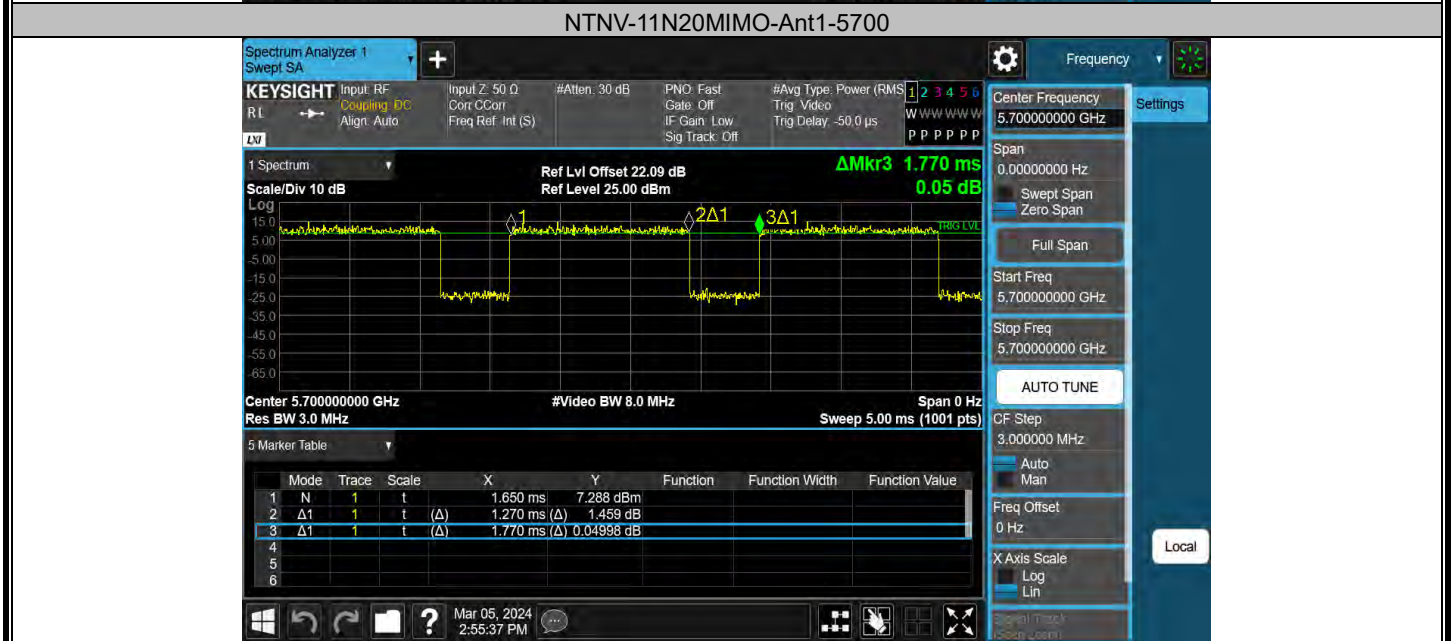 NTNV-11N20MIMO-Ant1-5700
Spectrum Analyzer 1
Swept SA
Frequency
KEYSIGHT Input: RF Input Z: 50 Ω #Atten: 30 dB PNO: Fast #Avg Type: Power (RMS 1 2 3 4 5 6
RL Coupling: DC Corr CCorr Gate: Off Trig: Video W W W W W W
Align: Auto Freq Ref: Int (S) IF Gain: Low Trig Delay: -50.0 µs
LXI Sig Track: Off P P P P P P
Center Frequency
5.700000000 GHz
Settings
1 Spectrum Ref Lvl Offset 22.09 dB ΔMkr3 1.770 ms
Scale/Div 10 dB Ref Level 25.00 dBm 0.05 dB
Log
15.0
5.00
-5.00
-15.0
-25.0
-35.0
-45.0
-55.0
-65.0
1 2Δ1 3Δ1
TRIG LVL
Center 5.700000000 GHz #Video BW 8.0 MHz Span 0 Hz
Res BW 3.0 MHz Sweep 5.00 ms (1001 pts)
Span
0.00000000 Hz
Swept Span
Zero Span
Full Span
Start Freq
5.700000000 GHz
Stop Freq
5.700000000 GHz
AUTO TUNE
CF Step
3.000000 MHz
Auto
Man
Freq Offset
0 Hz
X Axis Scale
Log
Lin
Signal Track
(Span Zoom)
Local
5 Marker Table
Mode Trace Scale X Y Function Function Width Function Value
1 N 1 t 1.650 ms 7.288 dBm
2 Δ1 1 t (Δ) 1.270 ms (Δ) 1.459 dB
3 Δ1 1 t (Δ) 1.770 ms (Δ) 0.04998 dB
4
5
6
? Mar 05, 2024
2:55:37 PM